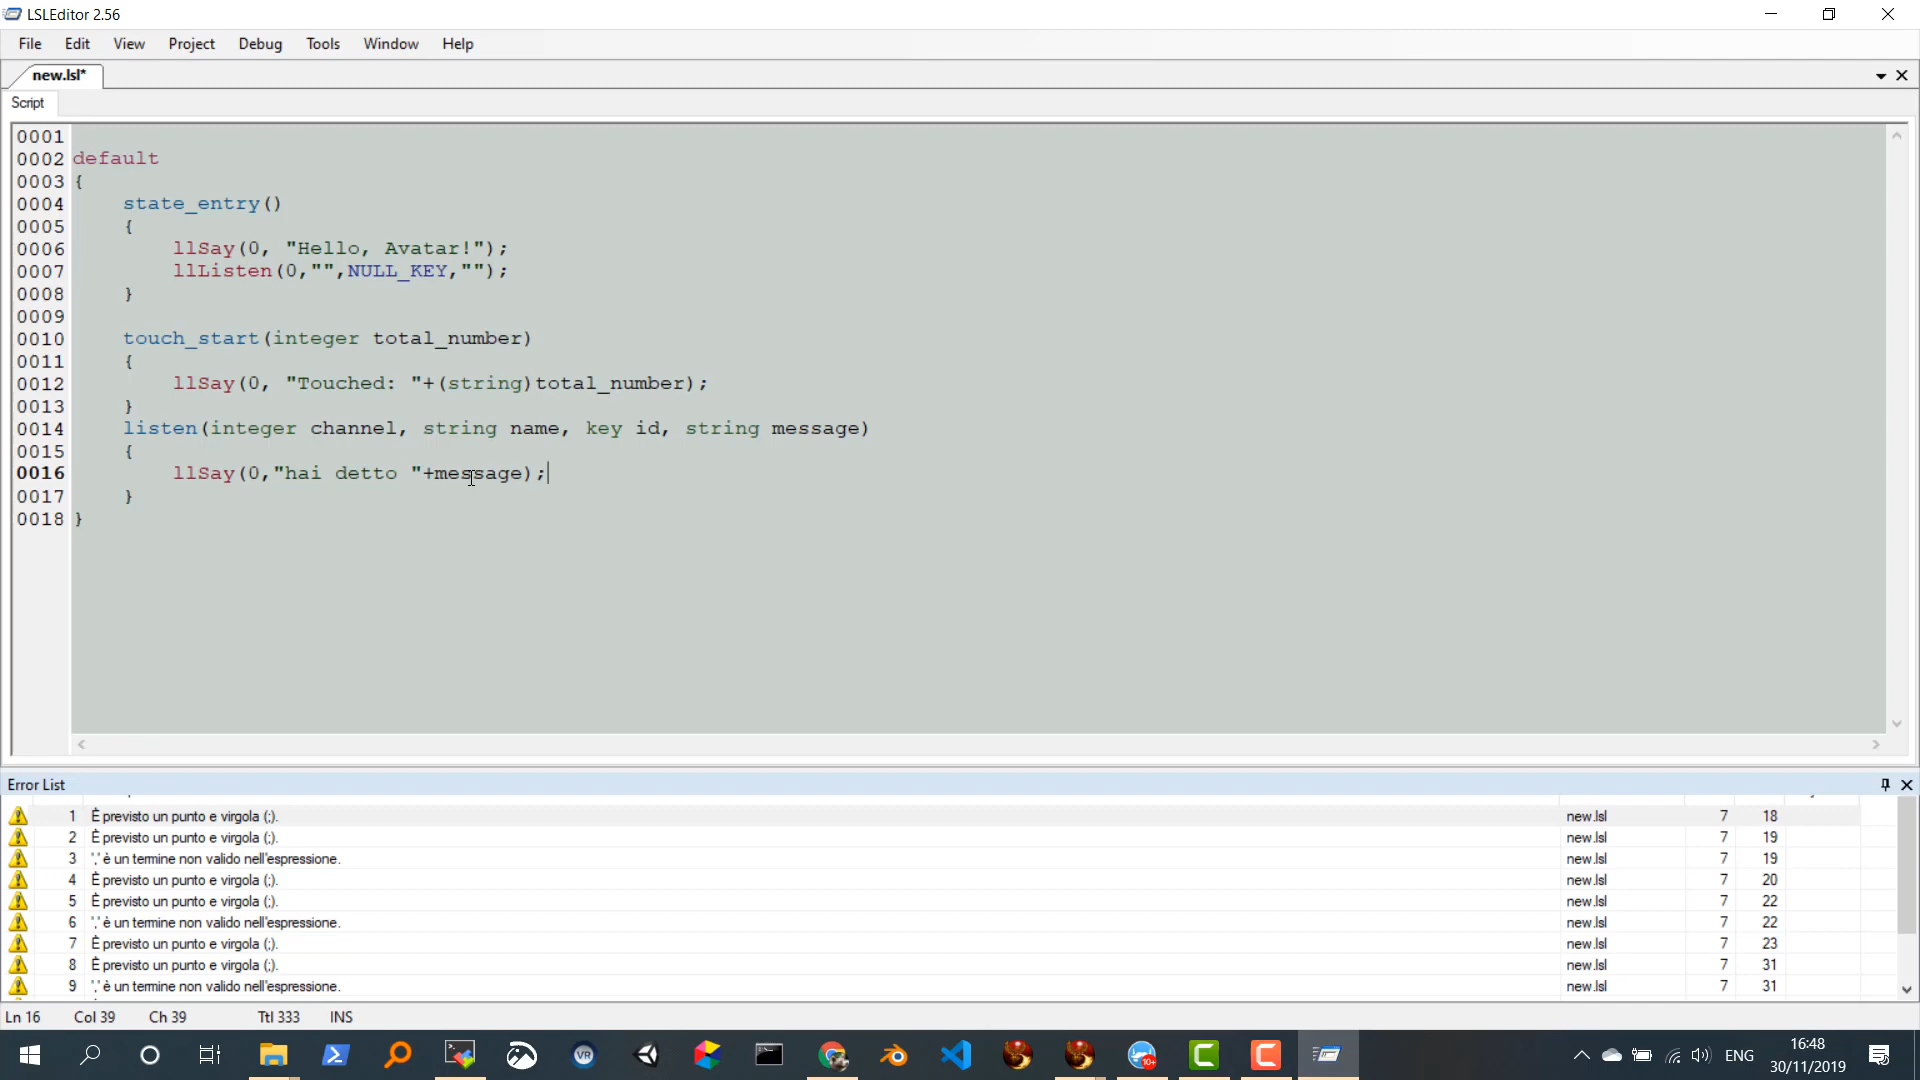 LSLEditor 2.56
File Edit View Project Debug Tools Window Help
new.lsl*
Script
0001
0002 default
0003 {
0004     state_entry()
0005     {
0006         llSay(0, "Hello, Avatar!");
0007         llListen(0,"",NULL_KEY,"");
0008     }
0009
0010     touch_start(integer total_number)
0011     {
0012         llSay(0, "Touched: "+(string)total_number);
0013     }
0014     listen(integer channel, string name, key id, string message)
0015     {
0016         llSay(0,"hai detto "+message);
0017     }
0018 }
Error List
1 È previsto un punto e virgola (;). new.lsl 7 18
2 È previsto un punto e virgola (;). new.lsl 7 19
3 ',' è un termine non valido nell'espressione. new.lsl 7 19
4 È previsto un punto e virgola (;). new.lsl 7 20
5 È previsto un punto e virgola (;). new.lsl 7 22
6 ',' è un termine non valido nell'espressione. new.lsl 7 22
7 È previsto un punto e virgola (;). new.lsl 7 23
8 È previsto un punto e virgola (;). new.lsl 7 31
9 ',' è un termine non valido nell'espressione. new.lsl 7 31
Ln 16 Col 39 Ch 39 Ttl 333 INS
VR 10+ ENG 16:48
30/11/2019